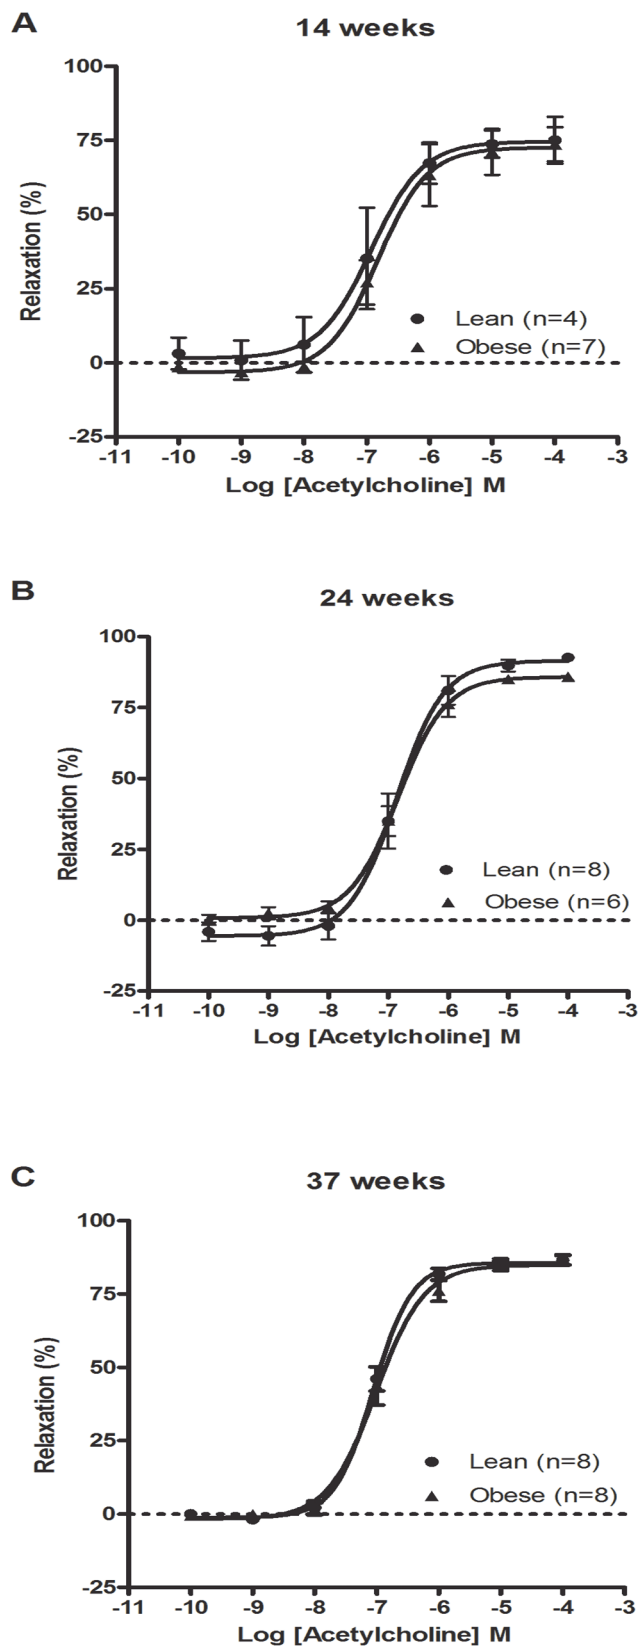 A
14 weeks
100
75
50
25
0
-25
Relaxation (%)
Lean (n=4)
Obese (n=7)
-11 -10 -9 -8 -7 -6 -5 -4 -3
Log [Acetylcholine] M
B
24 weeks
100
75
50
25
0
-25
Relaxation (%)
Lean (n=8)
Obese (n=6)
-11 -10 -9 -8 -7 -6 -5 -4 -3
Log [Acetylcholine] M
C
37 weeks
100
75
50
25
0
-25
Relaxation (%)
Lean (n=8)
Obese (n=8)
-11 -10 -9 -8 -7 -6 -5 -4 -3
Log [Acetylcholine] M